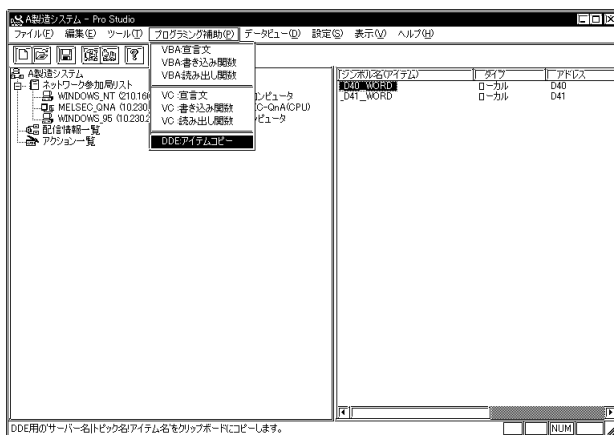 A製造システム - Pro Studio
ファイル(F) 編集(E) ツール(T) プログラミング補助(P) データビュー(D) 設定(S) 表示(V) ヘルプ(H)
VBA:宣言文
VBA:書き込み関数
VBA:読み出し関数
VC :宣言文
VC :書き込み関数
VC :読み出し関数
DDE:アイテムコピー
A製造システム
ネットワーク参加局リスト
WINDOWS_NT (210.16
ンピュータ
MELSEC_QNA (10.230
C-QnA(CPU)
WINDOWS_95 (10.230.2
ンピュータ
配信情報一覧
アクション一覧
シンボル名(アイテム) タイプ アドレス
_D40_WORD ローカル D40
_D41_WORD ローカル D41
DDE用の'サーバー名|トピック名!アイテム名'をクリップボードにコピーします。
NUM